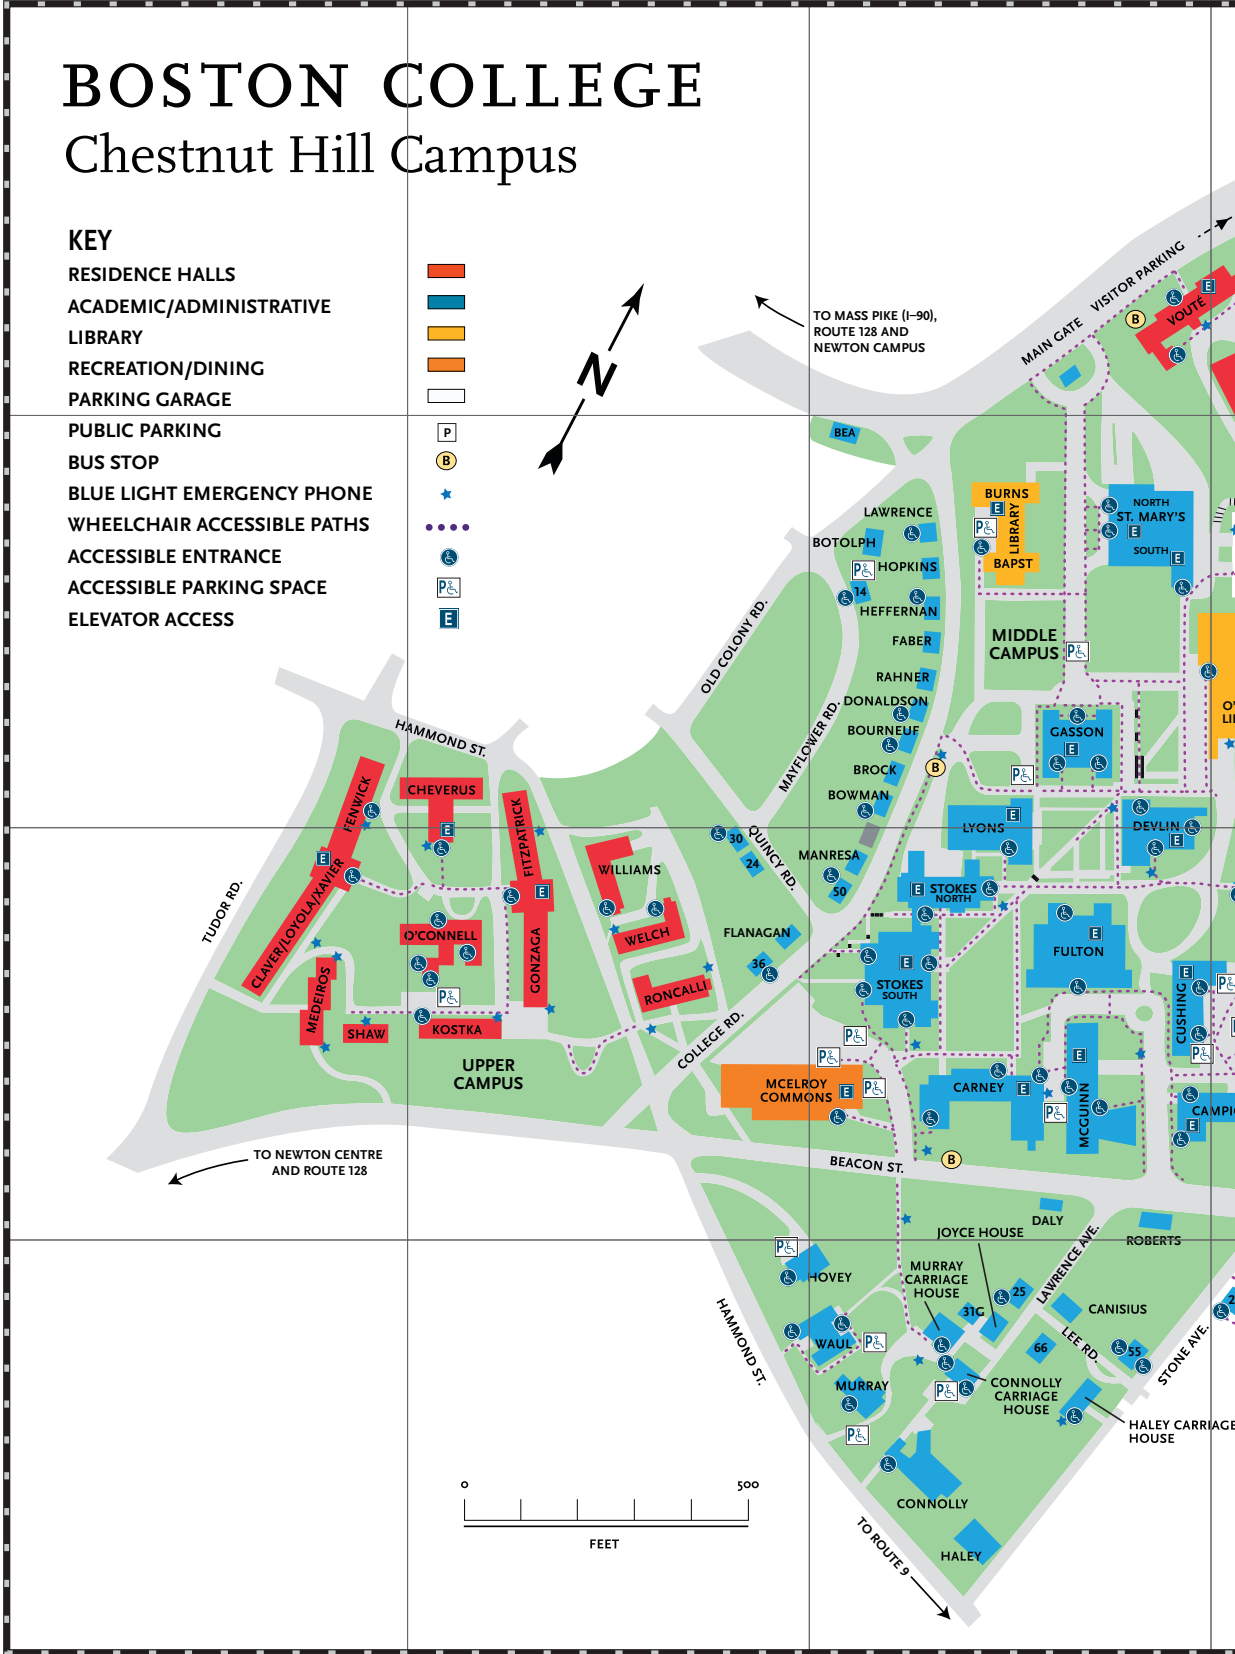 BOSTON COLLEGE
Chestnut Hill Campus
KEY
RESIDENCE HALLS
ACADEMIC/ADMINISTRATIVE
LIBRARY
RECREATION/DINING
PARKING GARAGE
PUBLIC PARKING
P
BUS STOP
B
BLUE LIGHT EMERGENCY PHONE
WHEELCHAIR ACCESSIBLE PATHS
ACCESSIBLE ENTRANCE
ACCESSIBLE PARKING SPACE
P
ELEVATOR ACCESS
E
N
TO MASS PIKE (I–90),
ROUTE 128 AND
NEWTON CAMPUS
MAIN GATE
VISITOR PARKING
B
E
VOUTÉ
BEA
LAWRENCE
BOTOLPH
P
HOPKINS
14
HEFFERNAN
FABER
RAHNER
DONALDSON
BOURNEUF
BROCK
BOWMAN
MANRESA
50
BURNS
E
P
LIBRARY
BAPST
NORTH
ST. MARY'S
E
SOUTH
E
MIDDLE
CAMPUS
P
O'
LI
GASSON
E
P
B
LYONS
E
DEVLIN
E
OLD COLONY RD.
MAYFLOWER RD.
QUINCY RD.
30
24
FLANAGAN
36
COLLEGE RD.
HAMMOND ST.
TUDOR RD.
FENWICK
E
CLAVER/LOYOLA/XAVIER
CHEVERUS
E
FITZPATRICK
E
GONZAGA
O'CONNELL
P
MEDEIROS
SHAW
KOSTKA
UPPER
CAMPUS
WILLIAMS
WELCH
RONCALLI
E
STOKES
NORTH
E
STOKES
SOUTH
FULTON
E
CUSHING
E
P
P
P
P
MCELROY
COMMONS
E
P
CARNEY
E
P
MCGUINN
E
CAMPI
E
B
BEACON ST.
TO NEWTON CENTRE
AND ROUTE 128
DALY
ROBERTS
JOYCE HOUSE
LAWRENCE AVE.
P
HOVEY
MURRAY
CARRIAGE
HOUSE
31G
25
CANISIUS
WAUL
P
66
LEE RD.
55
STONE AVE.
2
HAMMOND ST.
MURRAY
P
P
CONNOLLY
CARRIAGE
HOUSE
HALEY CARRIAGE
HOUSE
CONNOLLY
HALEY
TO ROUTE 9
0
500
FEET